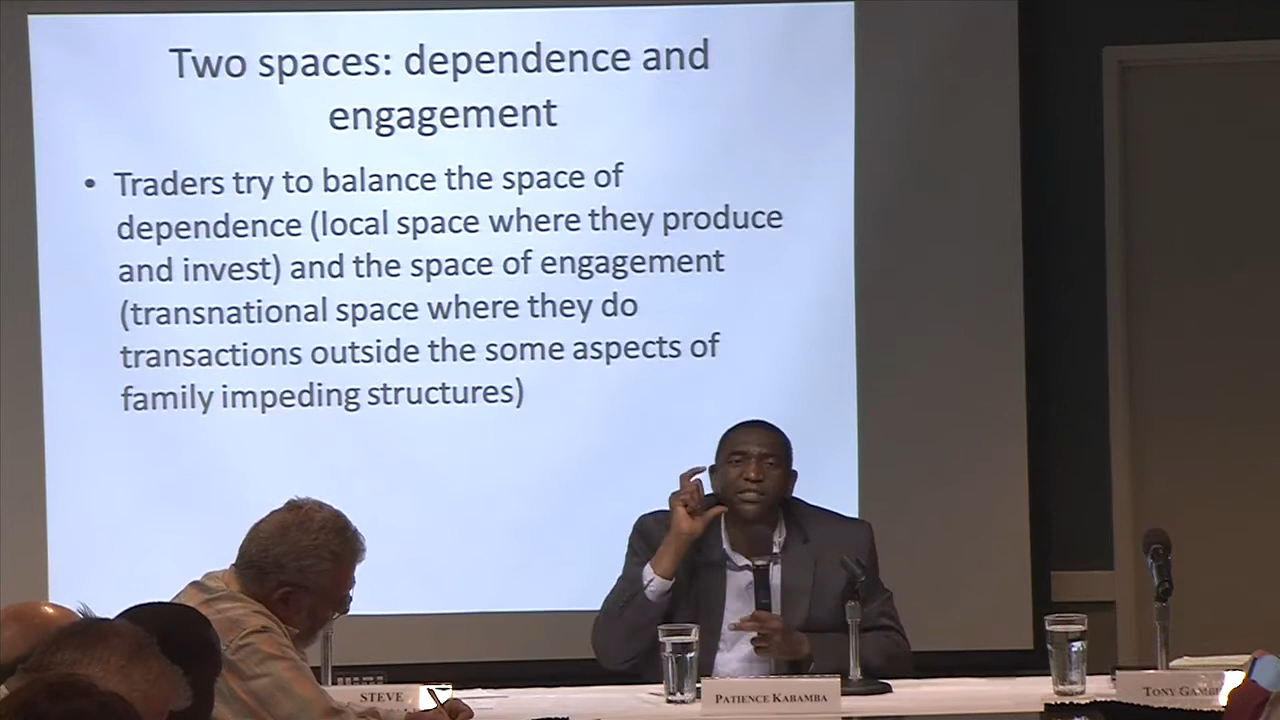 Two spaces: dependence and
engagement
• Traders try to balance the space of
dependence (local space where they produce
and invest) and the space of engagement
(transnational space where they do
transactions outside the some aspects of
family impeding structures)
STEVE
PATIENCE KABAMBA
TONY